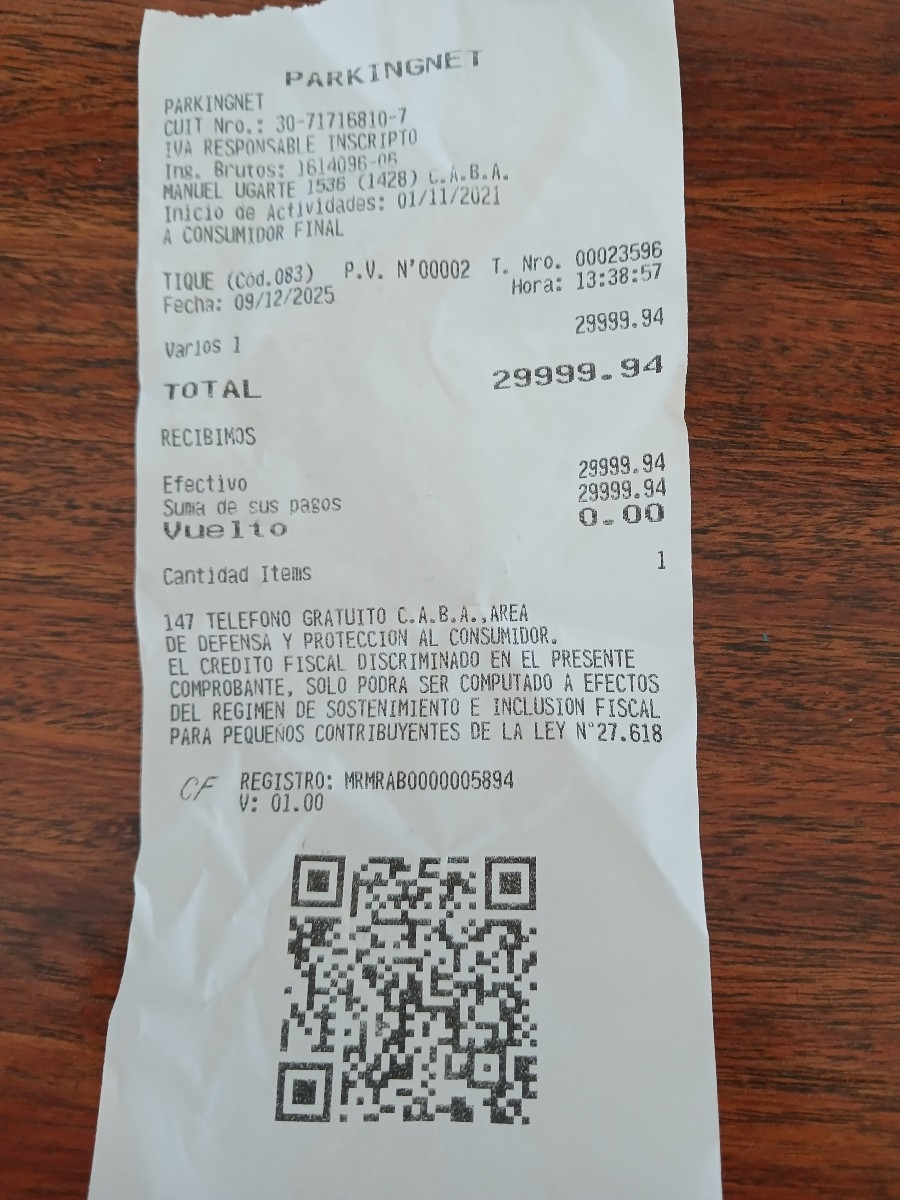 PARKINGNET
PARKINGNET
CUIT Nro.: 30-71716810-7
IVA RESPONSABLE INSCRIPTO
Ing. Brutos: 1614096-06
MANUEL UGARTE 1536 (1428) C.A.B.A.
Inicio de Actividades: 01/11/2021
A CONSUMIDOR FINAL
TIQUE (Cod.083) P.V. N'00002 T. Nro. 00023596
Fecha: 09/12/2025 Hora: 13:38:57
Varios 1 29999.94
TOTAL 29999.94
RECIBIMOS
Efectivo 29999.94
Suma de sus pagos 29999.94
Vuelto 0.00
Cantidad Items 1
147 TELEFONO GRATUITO C.A.B.A.,AREA
DE DEFENSA Y PROTECCION AL CONSUMIDOR.
EL CREDITO FISCAL DISCRIMINADO EN EL PRESENTE
COMPROBANTE, SOLO PODRA SER COMPUTADO A EFECTOS
DEL REGIMEN DE SOSTENIMIENTO E INCLUSION FISCAL
PARA PEQUEÑOS CONTRIBUYENTES DE LA LEY N°27.618
CF REGISTRO: MRMRAB0000005894
V: 01.00